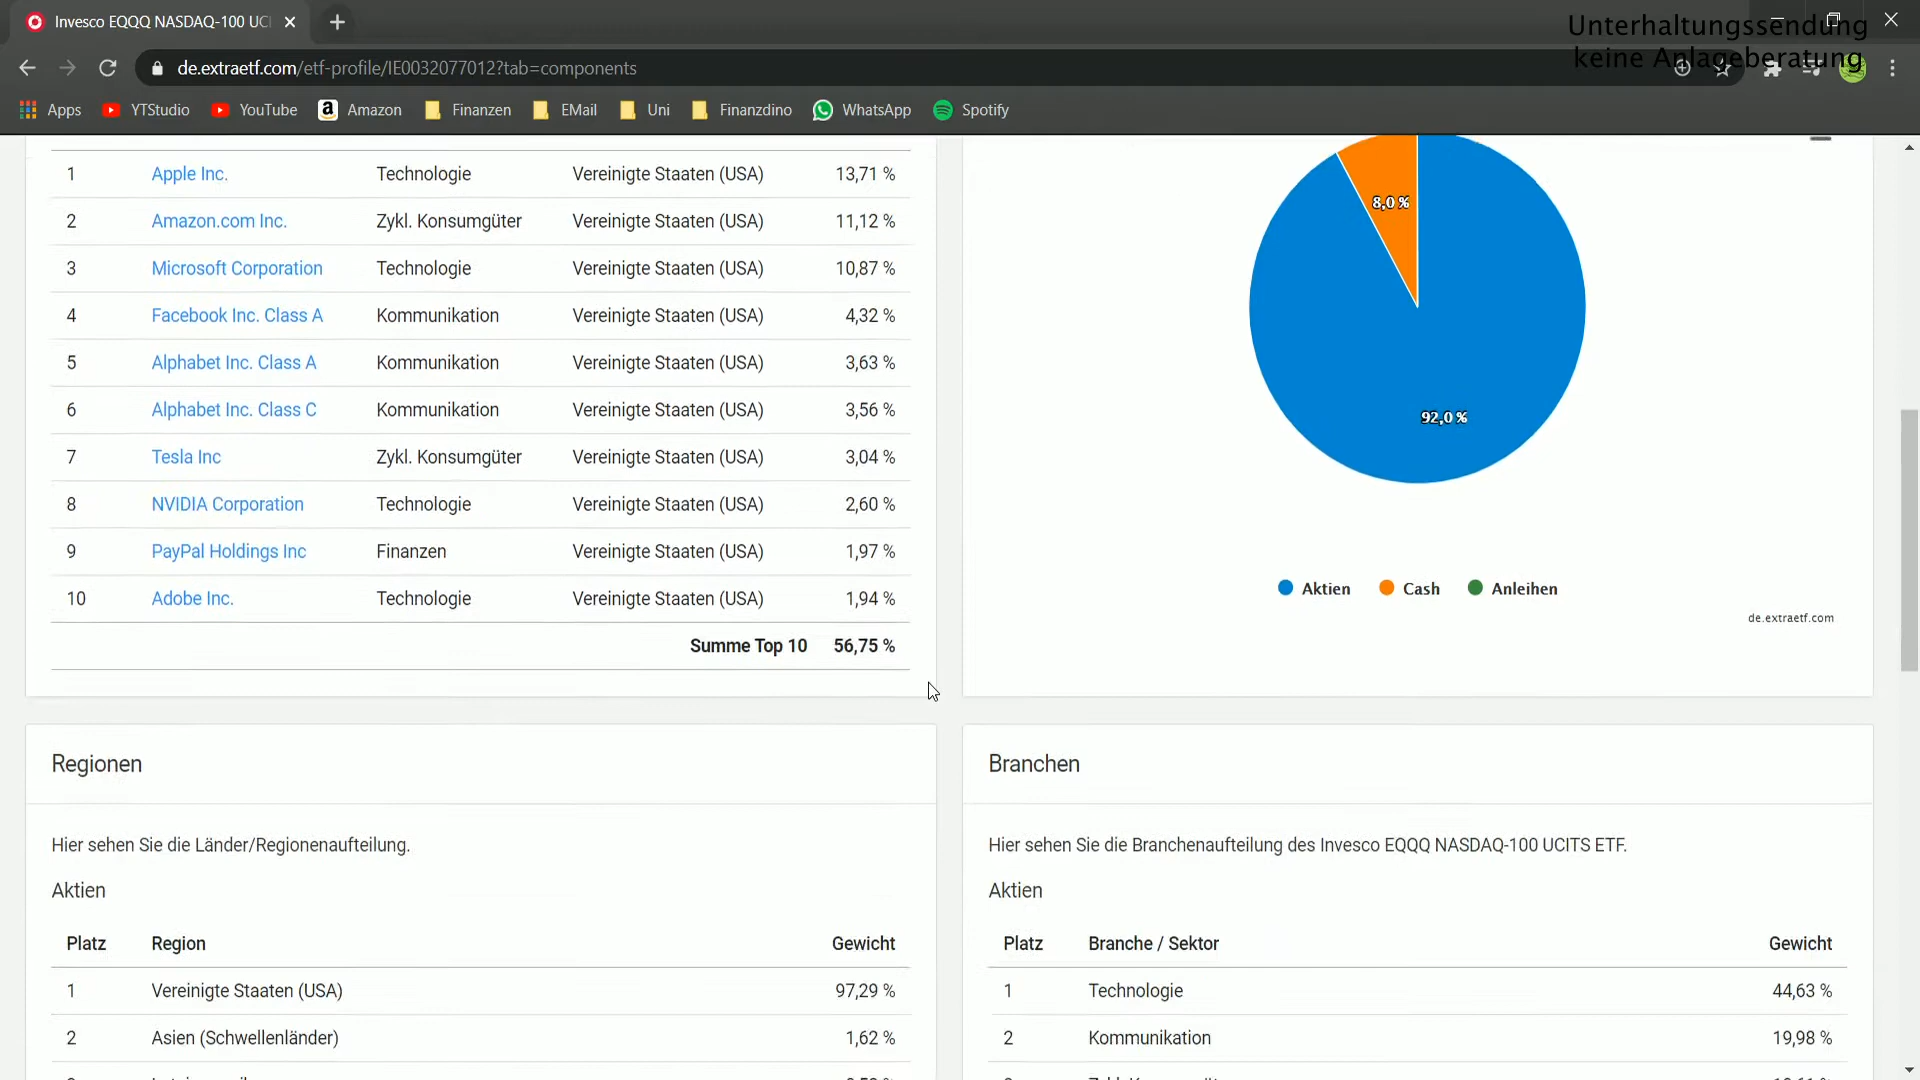 Invesco EQQQ NASDAQ-100 UCI
Unterhaltungssendung
keine Anlageberatung
de.extraetf.com/etf-profile/IE0032077012?tab=components
Apps YTStudio YouTube Amazon Finanzen EMail Uni Finanzdino WhatsApp Spotify
1 Apple Inc. Technologie Vereinigte Staaten (USA) 13,71 %
2 Amazon.com Inc. Zykl. Konsumgüter Vereinigte Staaten (USA) 11,12 %
3 Microsoft Corporation Technologie Vereinigte Staaten (USA) 10,87 %
4 Facebook Inc. Class A Kommunikation Vereinigte Staaten (USA) 4,32 %
5 Alphabet Inc. Class A Kommunikation Vereinigte Staaten (USA) 3,63 %
6 Alphabet Inc. Class C Kommunikation Vereinigte Staaten (USA) 3,56 %
7 Tesla Inc Zykl. Konsumgüter Vereinigte Staaten (USA) 3,04 %
8 NVIDIA Corporation Technologie Vereinigte Staaten (USA) 2,60 %
9 PayPal Holdings Inc Finanzen Vereinigte Staaten (USA) 1,97 %
10 Adobe Inc. Technologie Vereinigte Staaten (USA) 1,94 %
Summe Top 10 56,75 %
8,0 %
92,0 %
Aktien Cash Anleihen
de.extraetf.com
Regionen
Hier sehen Sie die Länder/Regionenaufteilung.
Aktien
Platz Region Gewicht
1 Vereinigte Staaten (USA) 97,29 %
2 Asien (Schwellenländer) 1,62 %
Branchen
Hier sehen Sie die Branchenaufteilung des Invesco EQQQ NASDAQ-100 UCITS ETF.
Aktien
Platz Branche / Sektor Gewicht
1 Technologie 44,63 %
2 Kommunikation 19,98 %